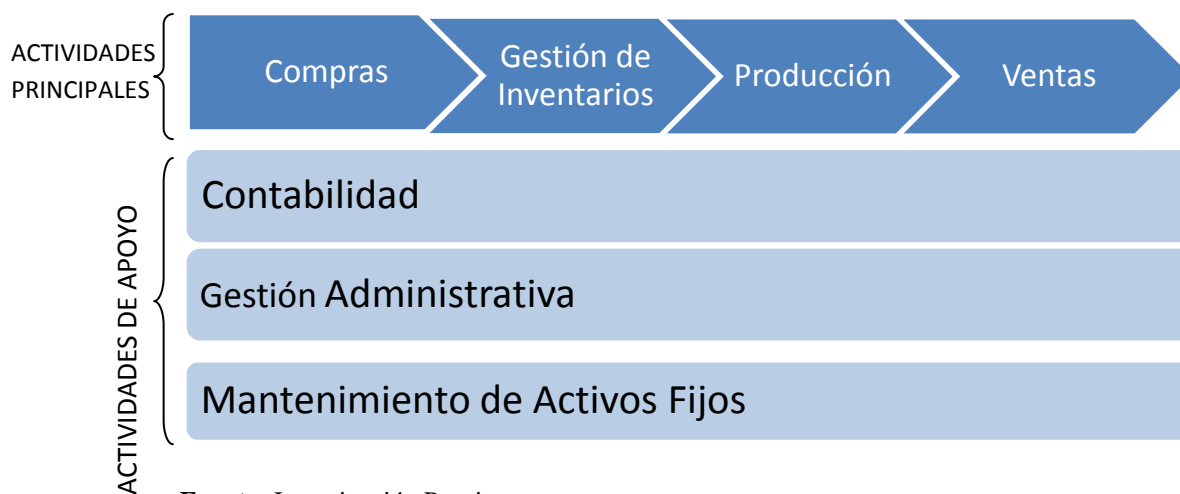 ACTIVIDADES
PRINCIPALES
Compras
Gestión de
Inventarios
Producción
Ventas
ACTIVIDADES DE APOYO
Contabilidad
Gestión Administrativa
Mantenimiento de Activos Fijos